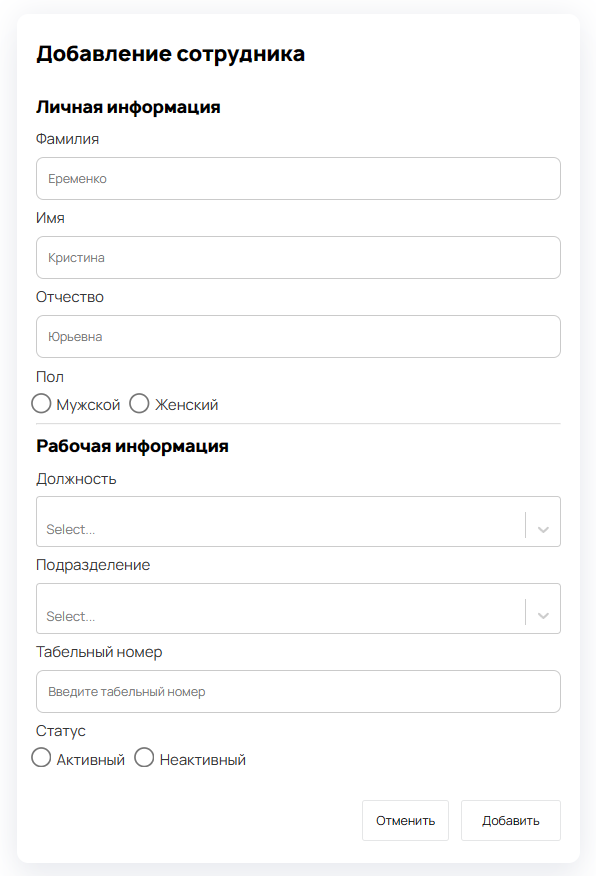 Добавление сотрудника
Личная информация
Фамилия
Еременко
Имя
Кристина
Отчество
Юрьевна
Пол
Мужской Женский
Рабочая информация
Должность
Select...
Подразделение
Select...
Табельный номер
Введите табельный номер
Статус
Активный Неактивный
Отменить Добавить